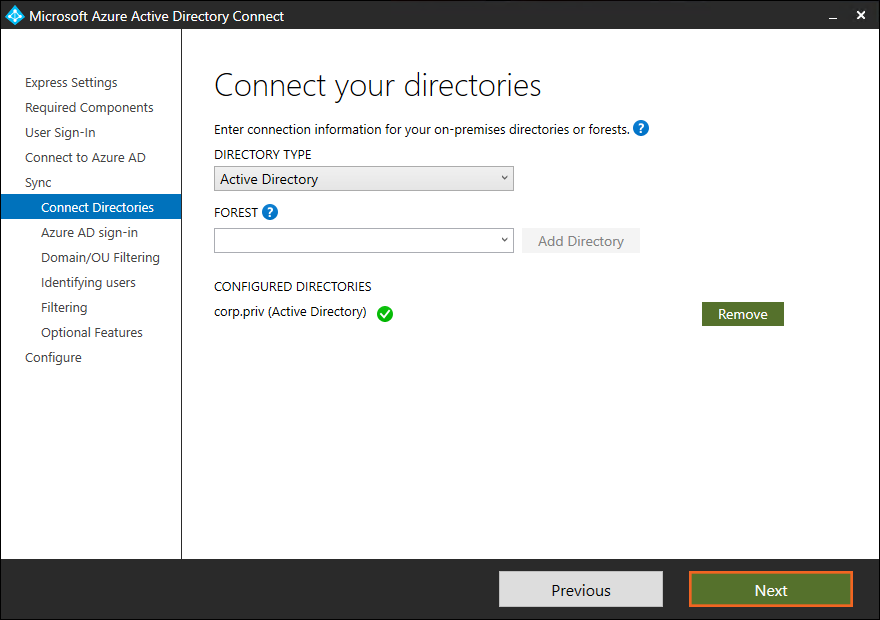 Microsoft Azure Active Directory Connect
Express Settings
Required Components
User Sign-In
Connect to Azure AD
Sync
Connect Directories
Azure AD sign-in
Domain/OU Filtering
Identifying users
Filtering
Optional Features
Configure
Connect your directories
Enter connection information for your on-premises directories or forests. ?
DIRECTORY TYPE
Active Directory
FOREST ?
Add Directory
CONFIGURED DIRECTORIES
corp.priv (Active Directory)
Remove
Previous
Next